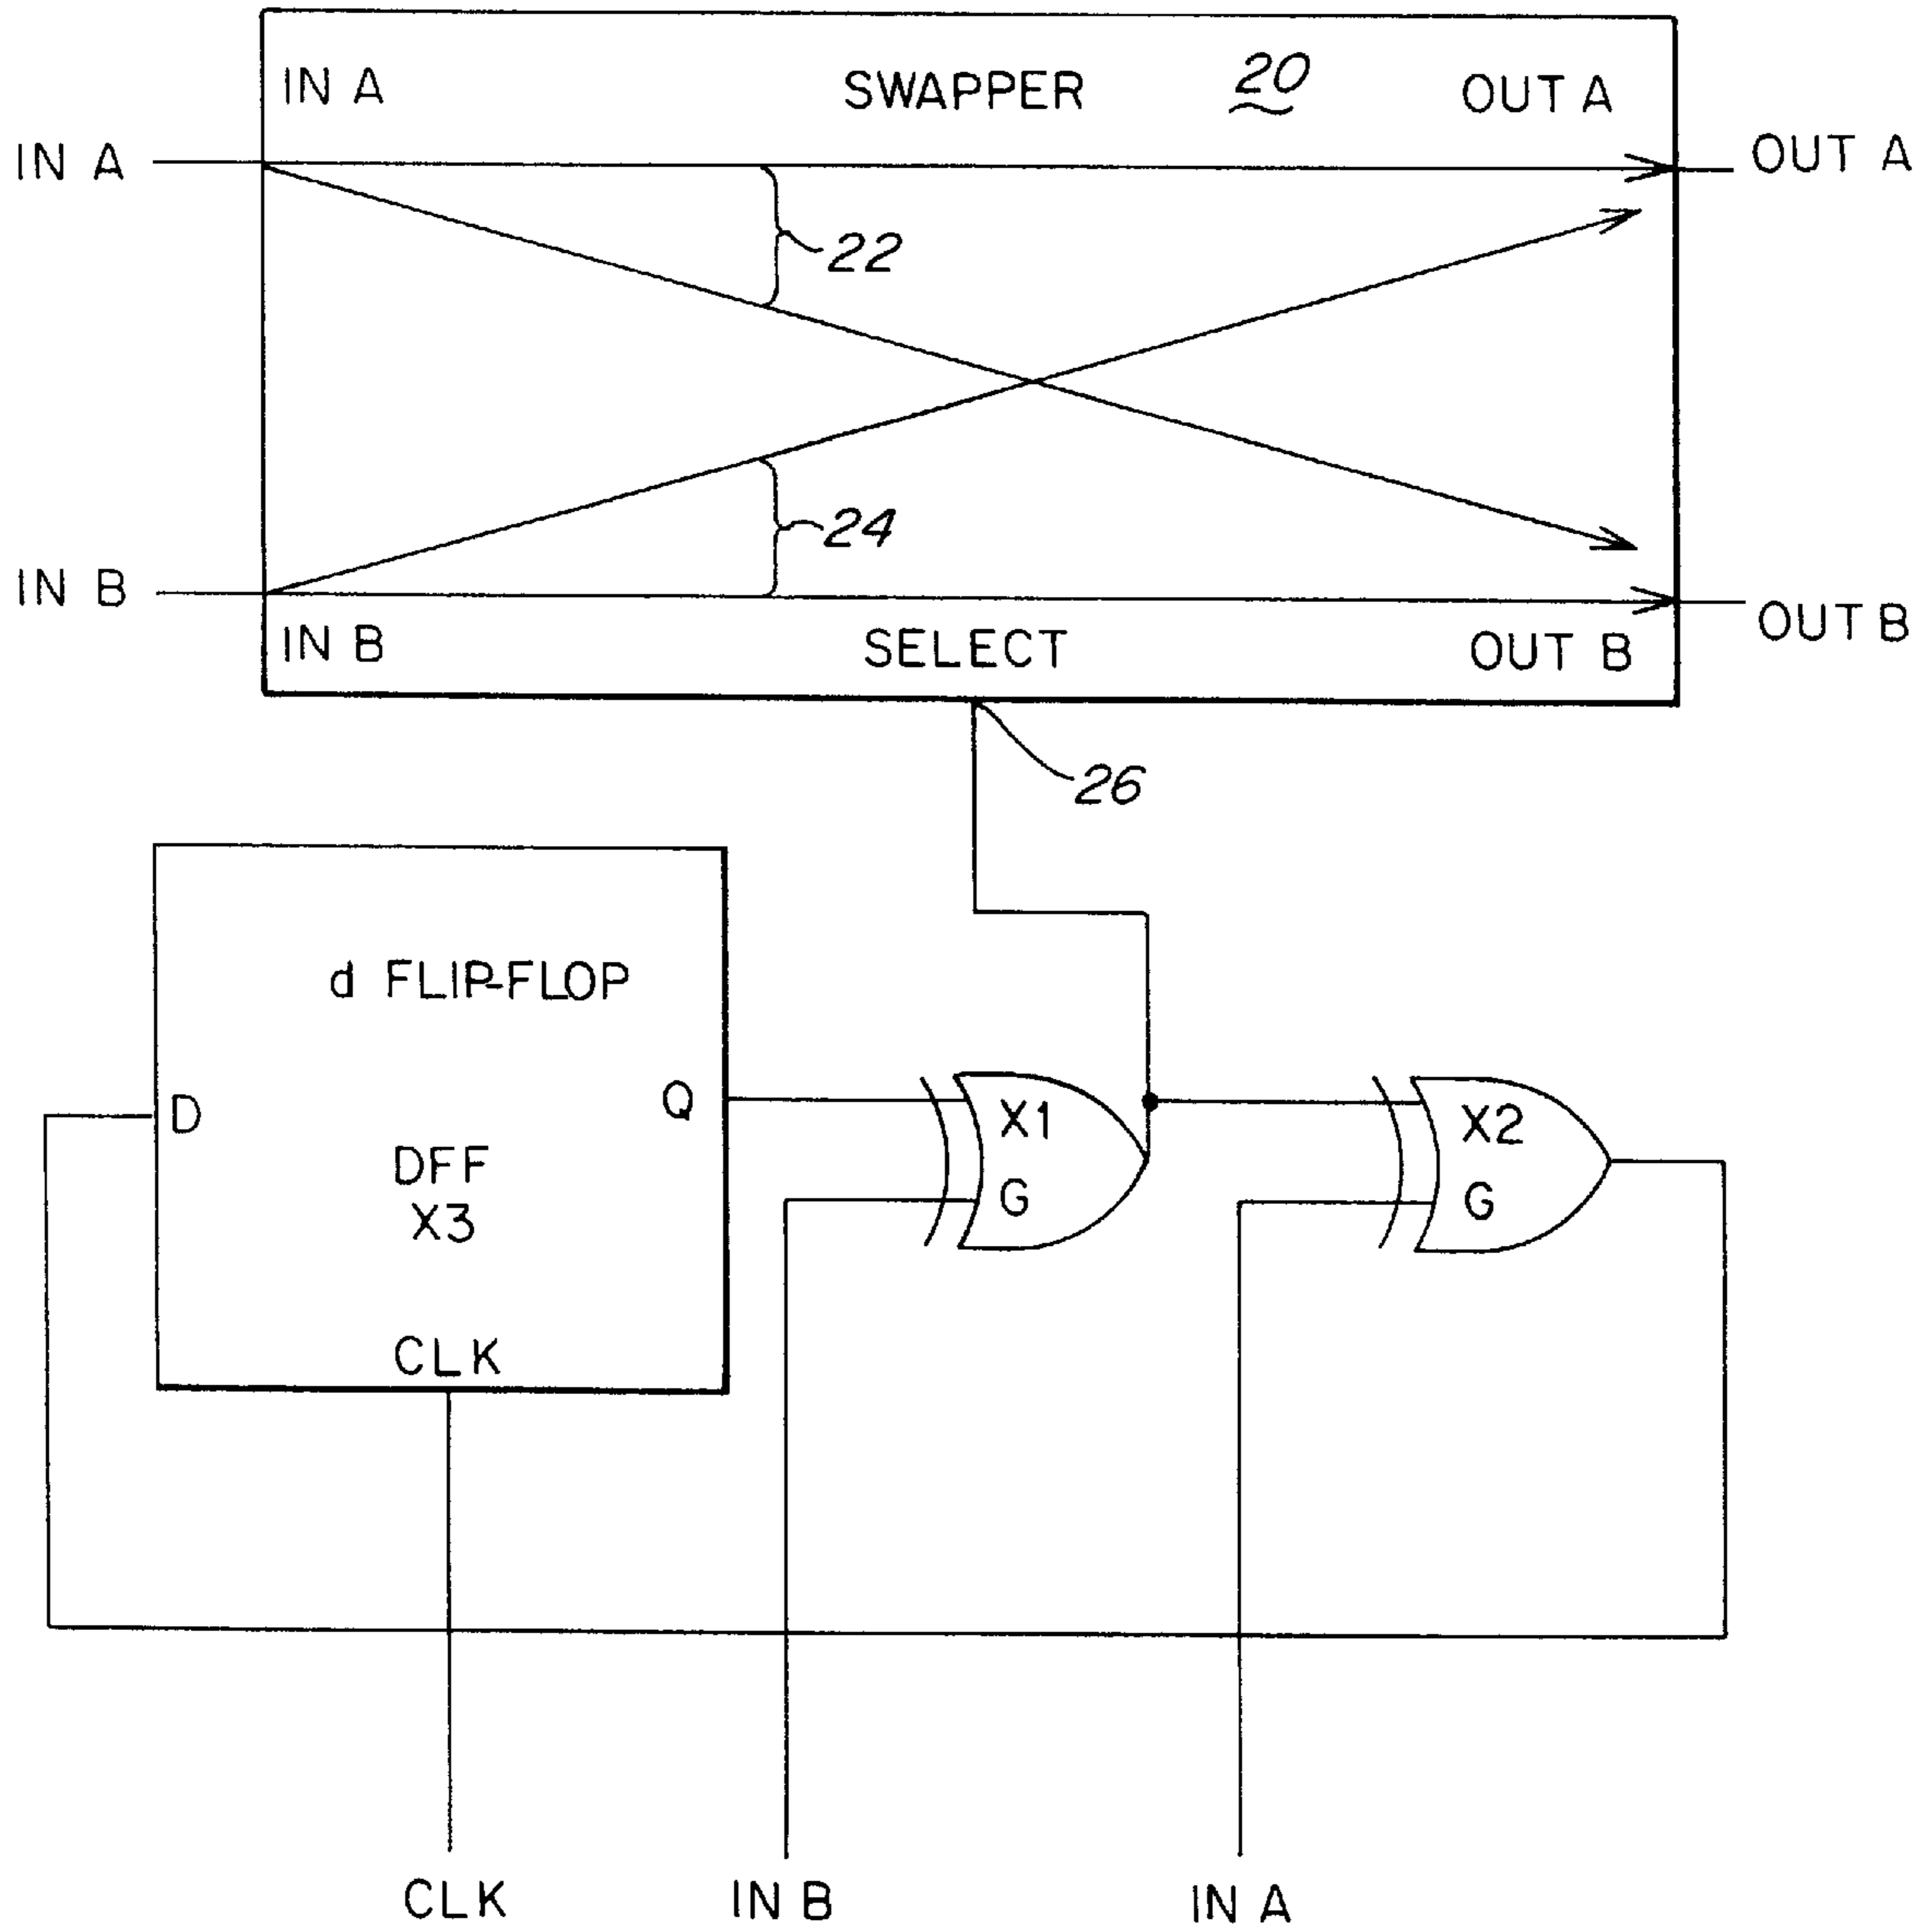 IN A SWAPPER 20 OUT A
IN A OUT A
22
24
IN B OUT B
IN B SELECT OUT B
26
d FLIP-FLOP
D Q X1 X2
DFF
X3 G G
CLK
CLK IN B IN A